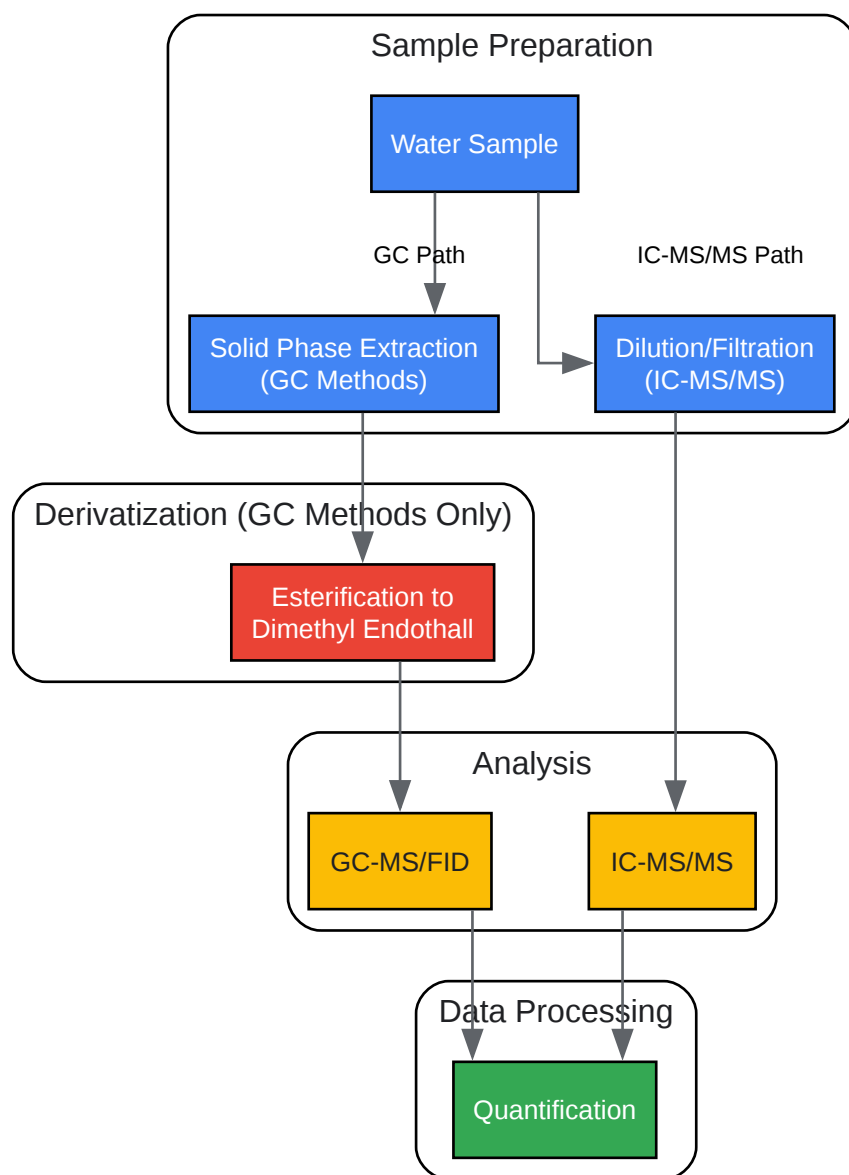 Sample Preparation
Water Sample
GC Path
IC-MS/MS Path
Solid Phase Extraction
(GC Methods)
Dilution/Filtration
(IC-MS/MS)
Derivatization (GC Methods Only)
Esterification to
Dimethyl Endothall
Analysis
GC-MS/FID
IC-MS/MS
Data Processing
Quantification